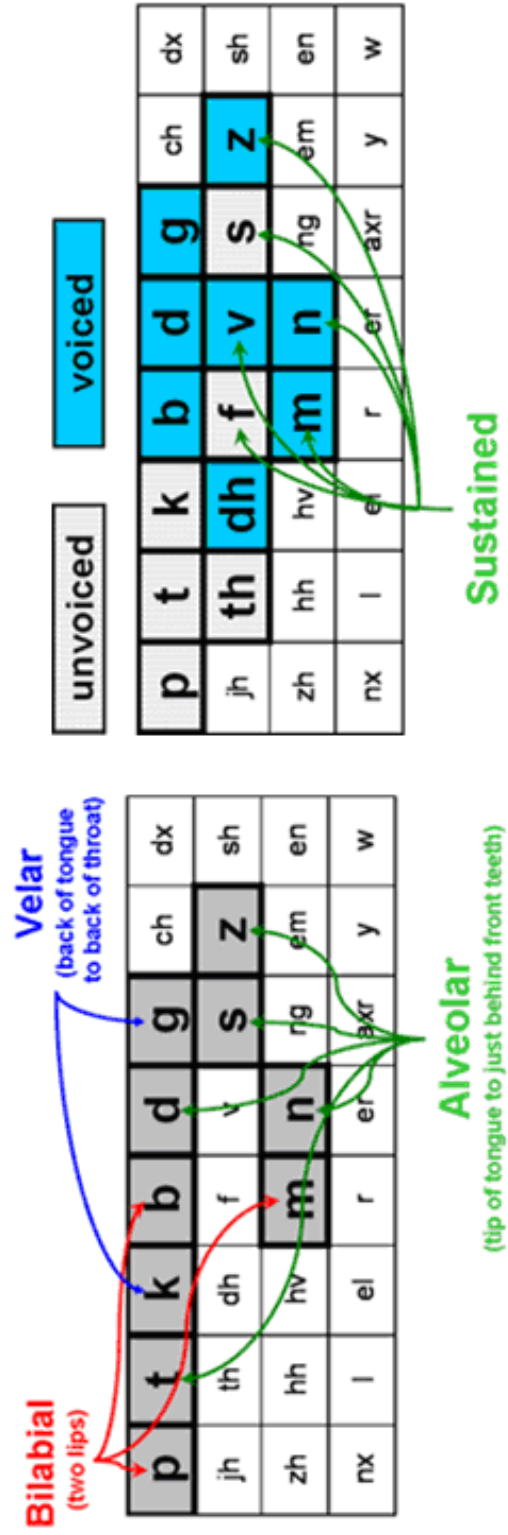 Bilabial
(two lips)
Velar
(back of tongue
to back of throat)
p t k b d g ch dx
jh th dh f v s z sh
zh hh hv m n ng em en
nx l el r er axr y w
Alveolar
(tip of tongue to just behind front teeth)
unvoiced
voiced
p t k b d g ch dx
jh th dh f v s z sh
zh hh hv m n ng em en
nx l el r er axr y w
Sustained